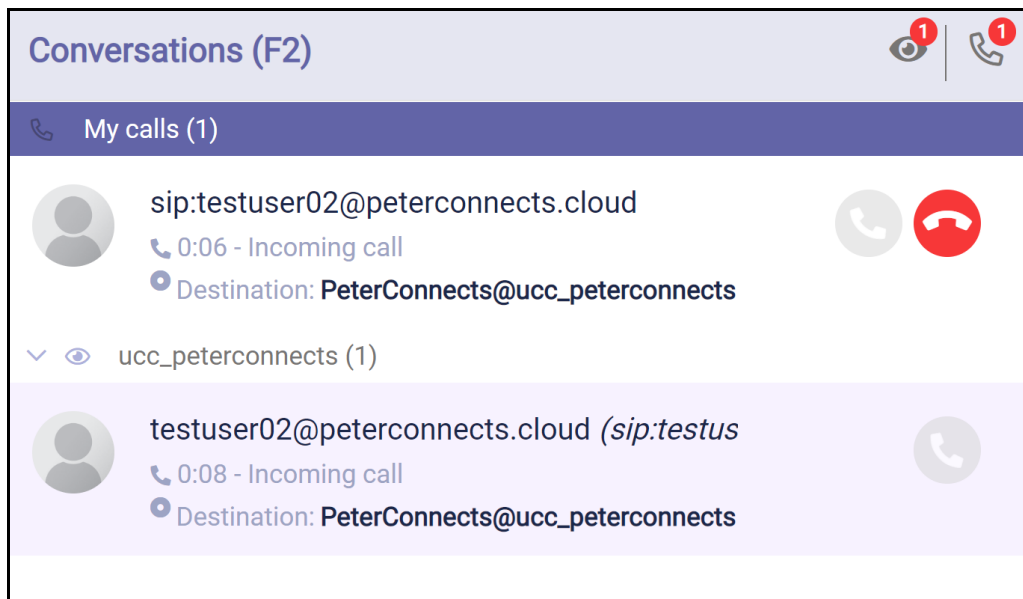 Conversations (F2)
1
1
My calls (1)
sip:testuser02@peterconnects.cloud
0:06 - Incoming call
Destination: PeterConnects@ucc_peterconnects
ucc_peterconnects (1)
testuser02@peterconnects.cloud (sip:testus
0:08 - Incoming call
Destination: PeterConnects@ucc_peterconnects